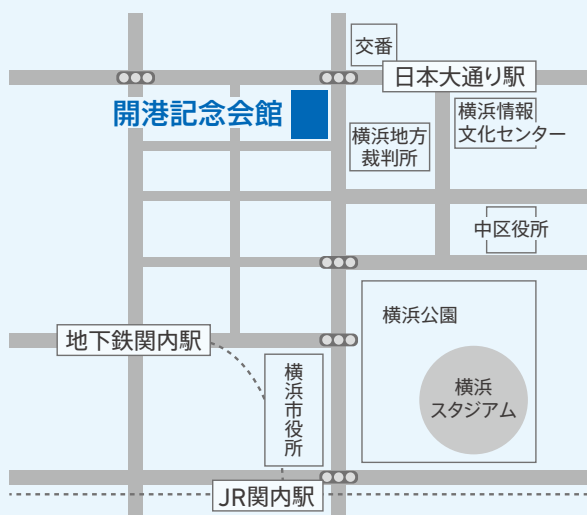 交番
日本大通り駅
開港記念会館
横浜情報
文化センター
横浜地方
裁判所
中区役所
横浜公園
地下鉄関内駅
横浜市役所
横浜
スタジアム
JR関内駅